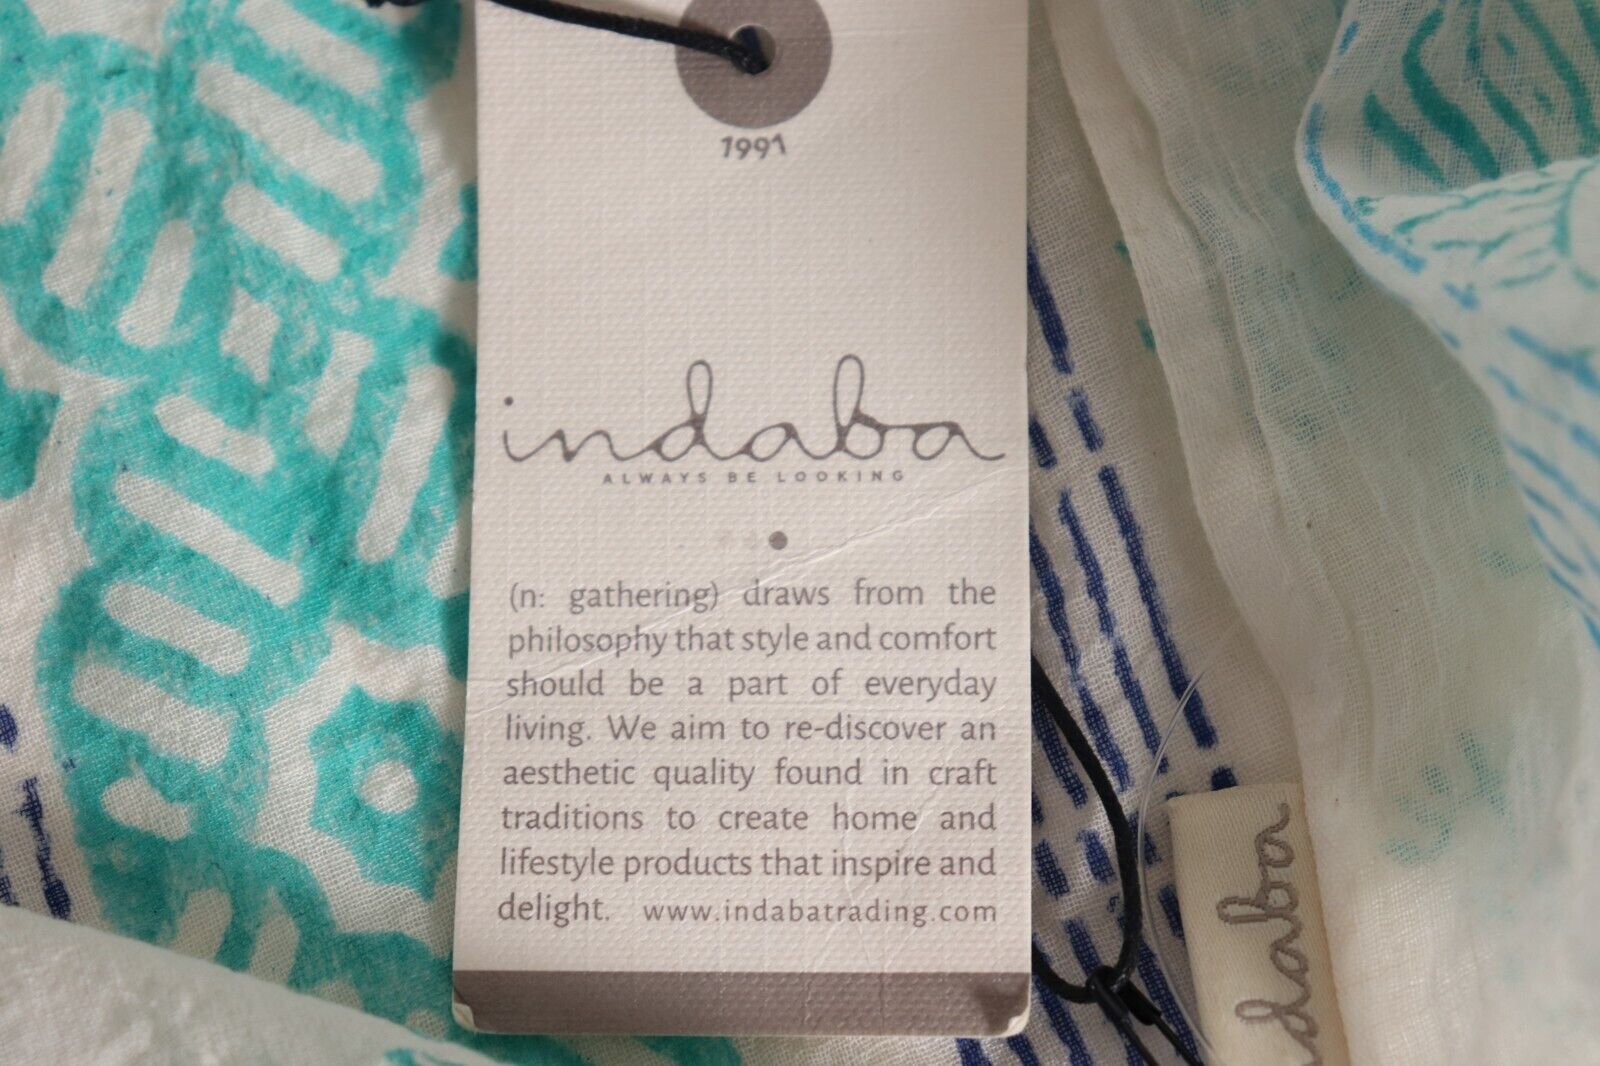 1991
indaba
ALWAYS BE LOOKING
(n: gathering) draws from the
philosophy that style and comfort
should be a part of everyday
living. We aim to re-discover an
aesthetic quality found in craft
traditions to create home and
lifestyle products that inspire and
delight. www.indabatrading.com
indaba